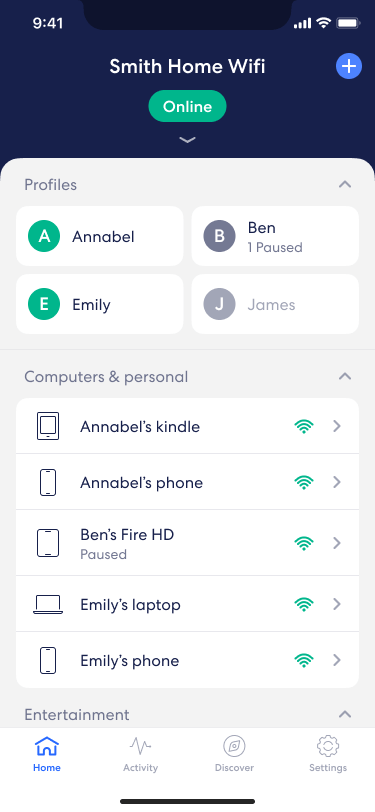 9:41
Smith Home Wifi
Online
Profiles
A Annabel
B Ben
1 Paused
E Emily
J James
Computers & personal
Annabel's kindle
Annabel's phone
Ben's Fire HD
Paused
Emily's laptop
Emily's phone
Entertainment
Home Activity Discover Settings